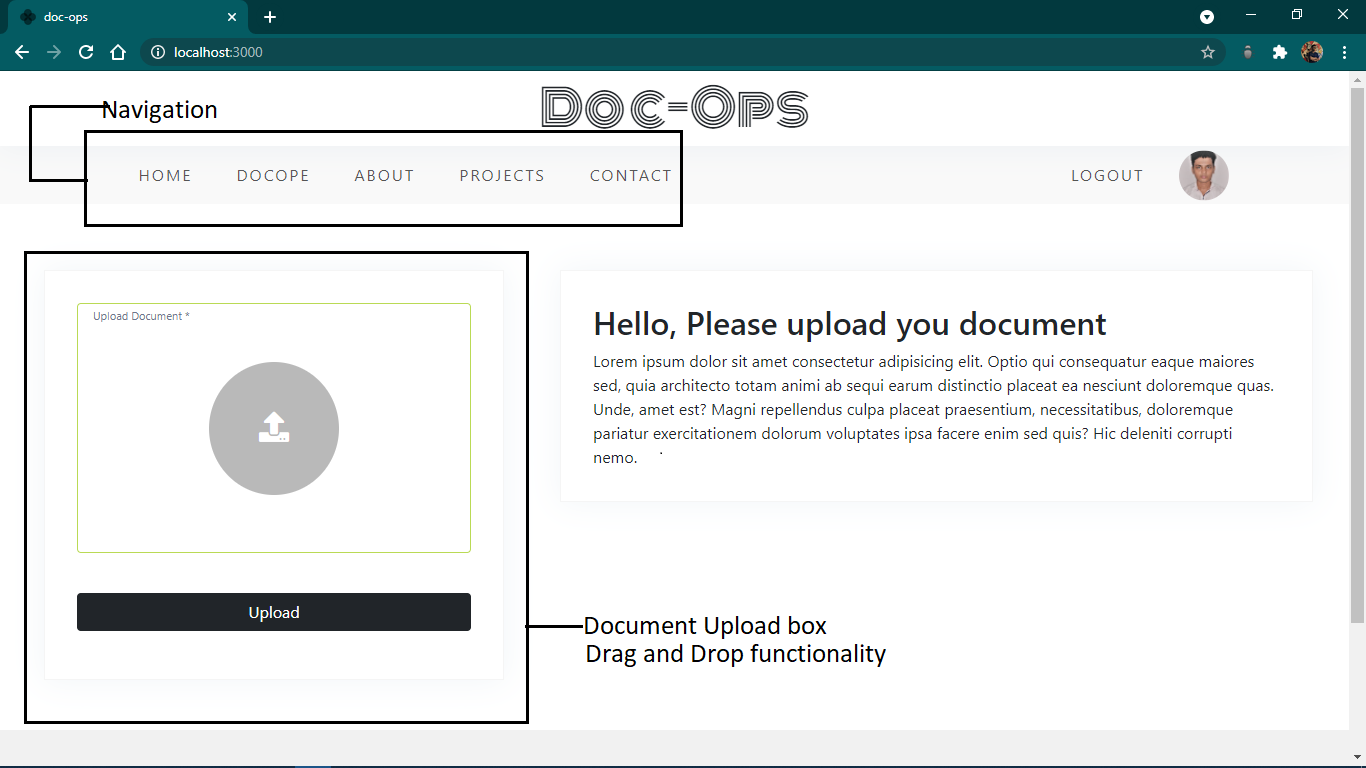 doc-ops
localhost:3000
Navigation
Doc-Ops
HOME DOCOPE ABOUT PROJECTS CONTACT LOGOUT
Upload Document *
Upload
Hello, Please upload you document
Lorem ipsum dolor sit amet consectetur adipisicing elit. Optio qui consequatur eaque maiores
sed, quia architecto totam animi ab sequi earum distinctio placeat ea nesciunt doloremque quas.
Unde, amet est? Magni repellendus culpa placeat praesentium, necessitatibus, doloremque
pariatur exercitationem dolorum voluptates ipsa facere enim sed quis? Hic deleniti corrupti
nemo.
Document Upload box
Drag and Drop functionality